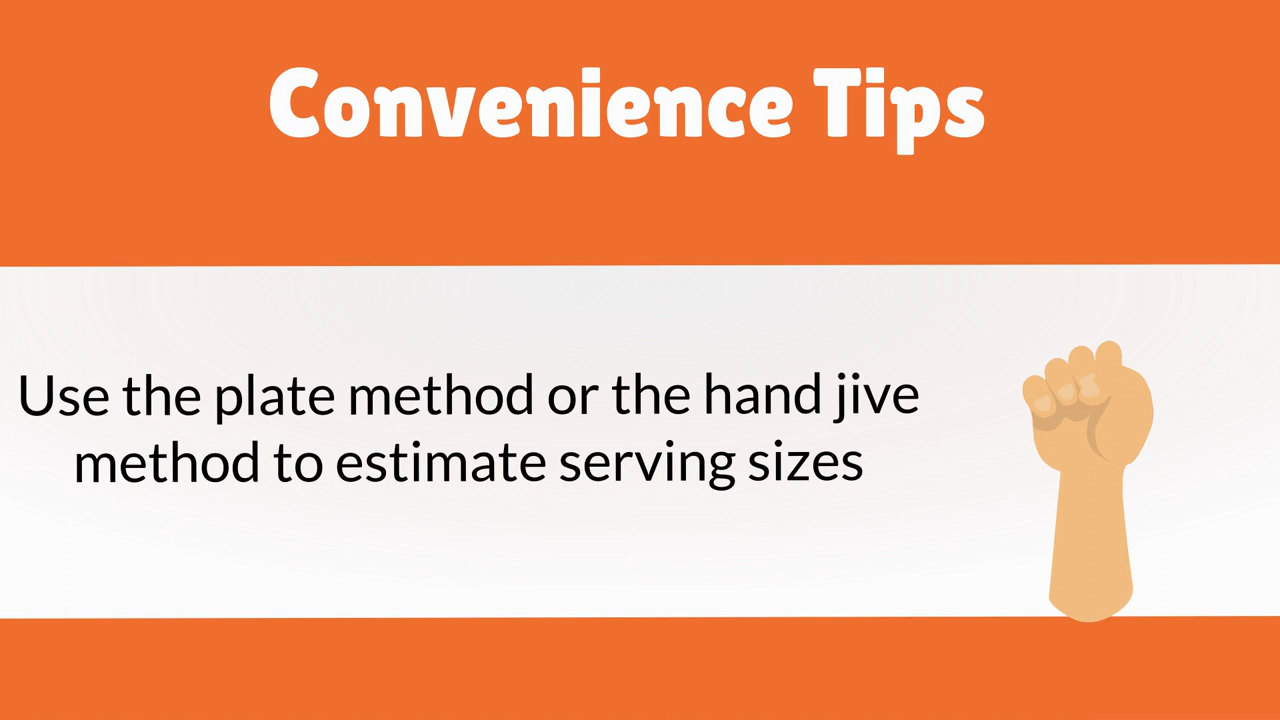 Convenience Tips
Use the plate method or the hand jive
method to estimate serving sizes